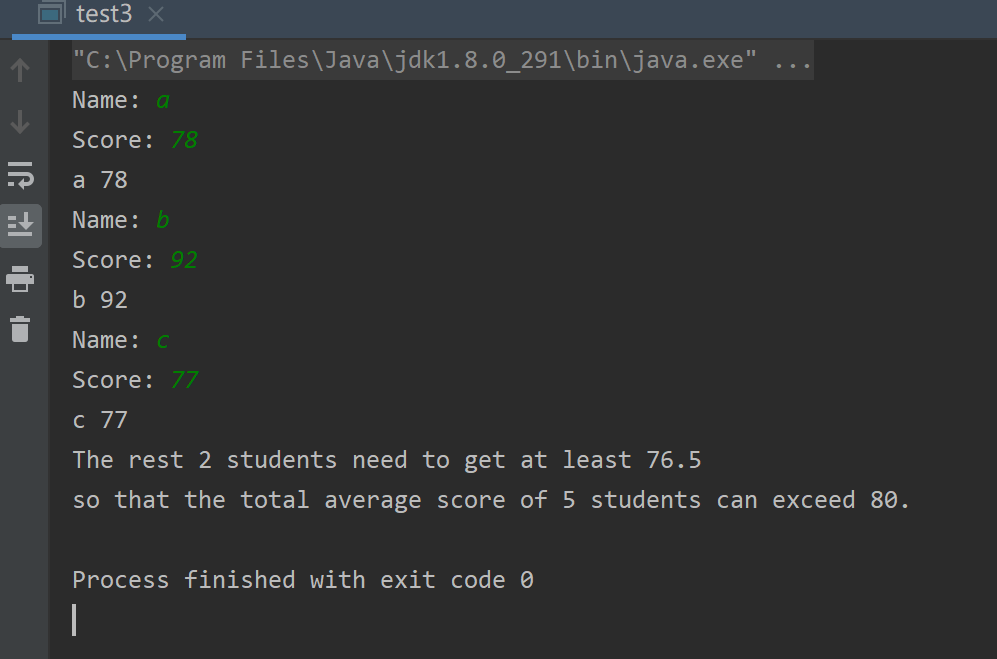 test3
"C:\Program Files\Java\jdk1.8.0_291\bin\java.exe" ...
Name: a
Score: 78
a 78
Name: b
Score: 92
b 92
Name: c
Score: 77
c 77
The rest 2 students need to get at least 76.5
so that the total average score of 5 students can exceed 80.
Process finished with exit code 0